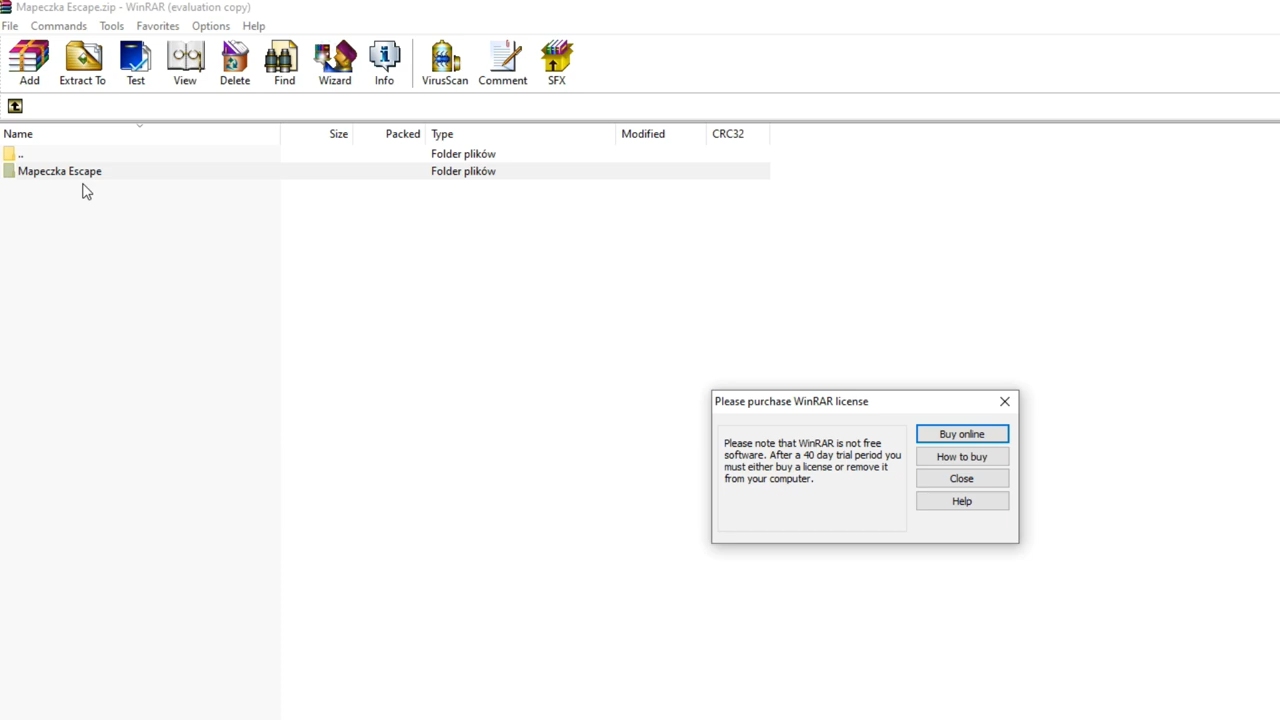 Mapeczka Escape.zip - WinRAR (evaluation copy)
File Commands Tools Favorites Options Help
Add Extract To Test View Delete Find Wizard Info VirusScan Comment SFX
Name Size Packed Type Modified CRC32
.. Folder plików
Mapeczka Escape Folder plików
Please purchase WinRAR license
Please note that WinRAR is not free
software. After a 40 day trial period you
must either buy a license or remove it
from your computer.
Buy online
How to buy
Close
Help